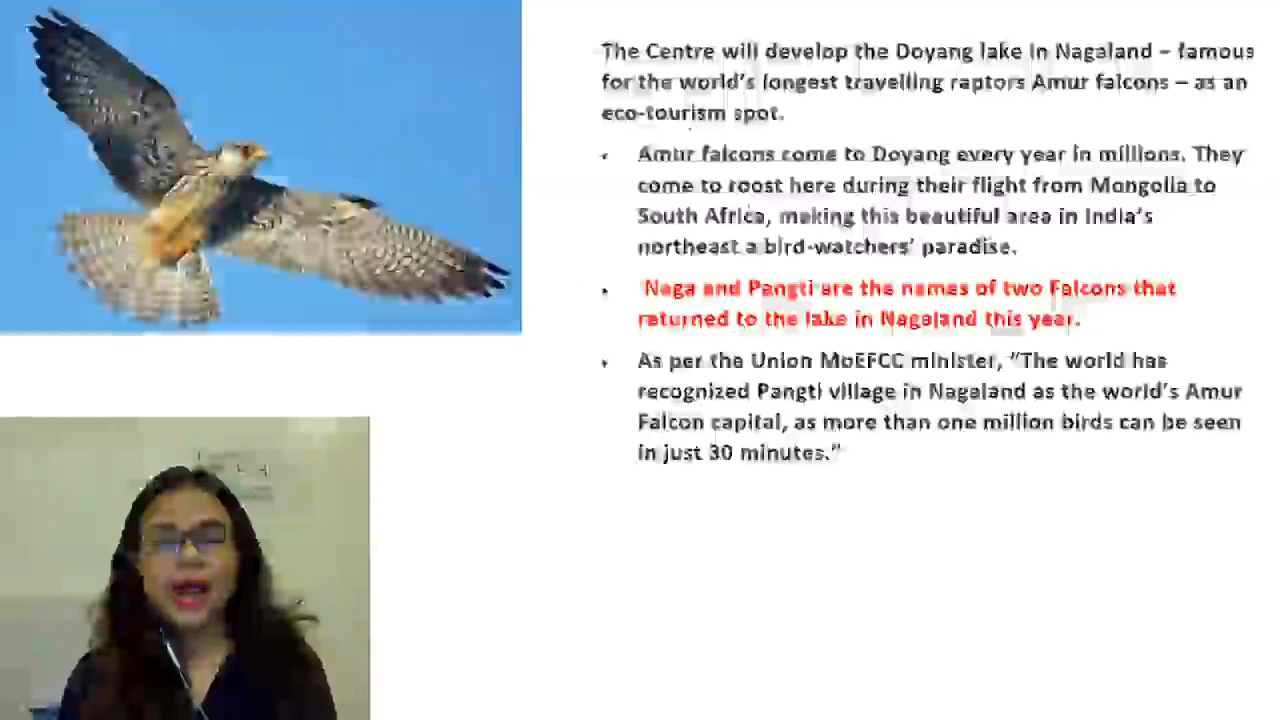 The Centre will develop the Doyang lake in Nagaland – famous
for the world's longest travelling raptors Amur falcons – as an
eco-tourism spot.
• Amur falcons come to Doyang every year in millions. They
come to roost here during their flight from Mongolia to
South Africa, making this beautiful area in India's
northeast a bird-watchers' paradise.
• Naga and Pangti are the names of two Falcons that
returned to the lake in Nagaland this year.
• As per the Union MoEFCC minister, “The world has
recognized Pangti village in Nagaland as the world's Amur
Falcon capital, as more than one million birds can be seen
in just 30 minutes.”